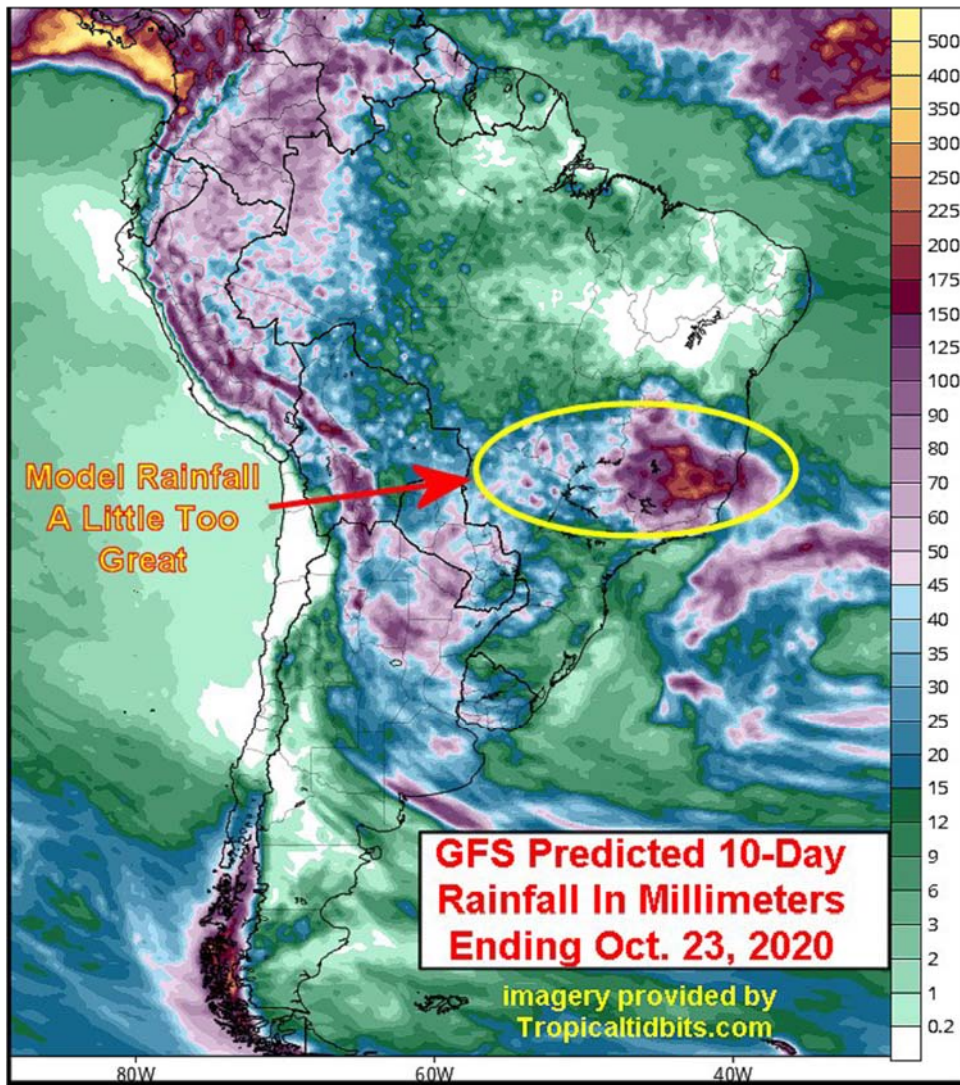 Model Rainfall
A Little Too
Great
GFS Predicted 10-Day
Rainfall In Millimeters
Ending Oct. 23, 2020
imagery provided by
Tropicaltidbits.com
500
400
350
300
250
225
200
175
150
125
100
90
80
70
60
50
45
40
35
30
25
20
15
12
9
6
3
2
1
0.2
80W
60W
40W